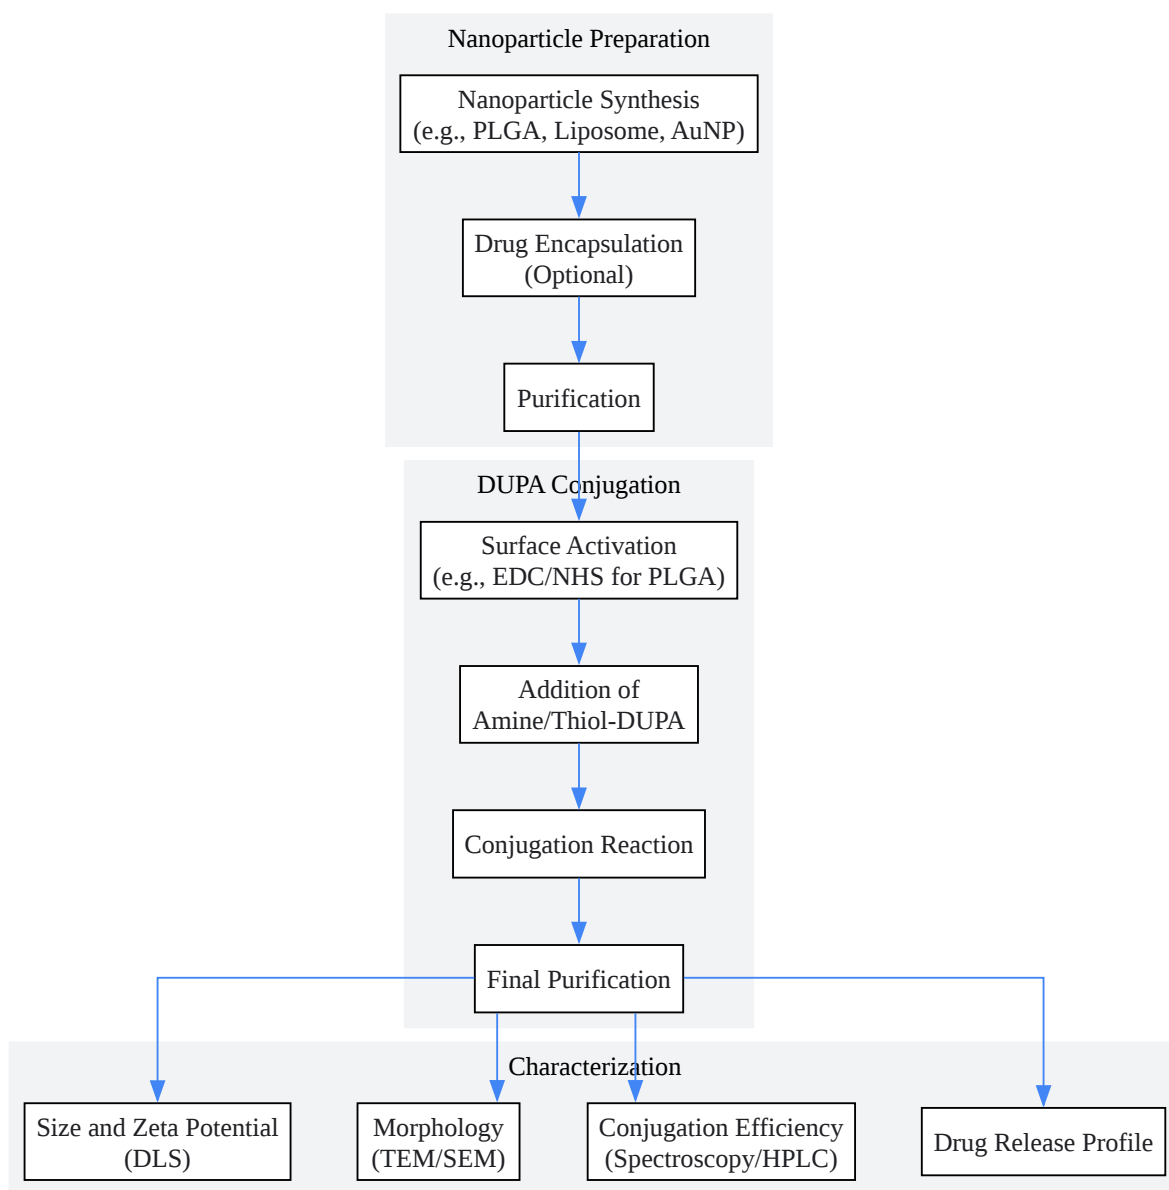 Nanoparticle Preparation
Nanoparticle Synthesis
(e.g., PLGA, Liposome, AuNP)
Drug Encapsulation
(Optional)
Purification
DUPA Conjugation
Surface Activation
(e.g., EDC/NHS for PLGA)
Addition of
Amine/Thiol-DUPA
Conjugation Reaction
Final Purification
Characterization
Size and Zeta Potential
(DLS)
Morphology
(TEM/SEM)
Conjugation Efficiency
(Spectroscopy/HPLC)
Drug Release Profile